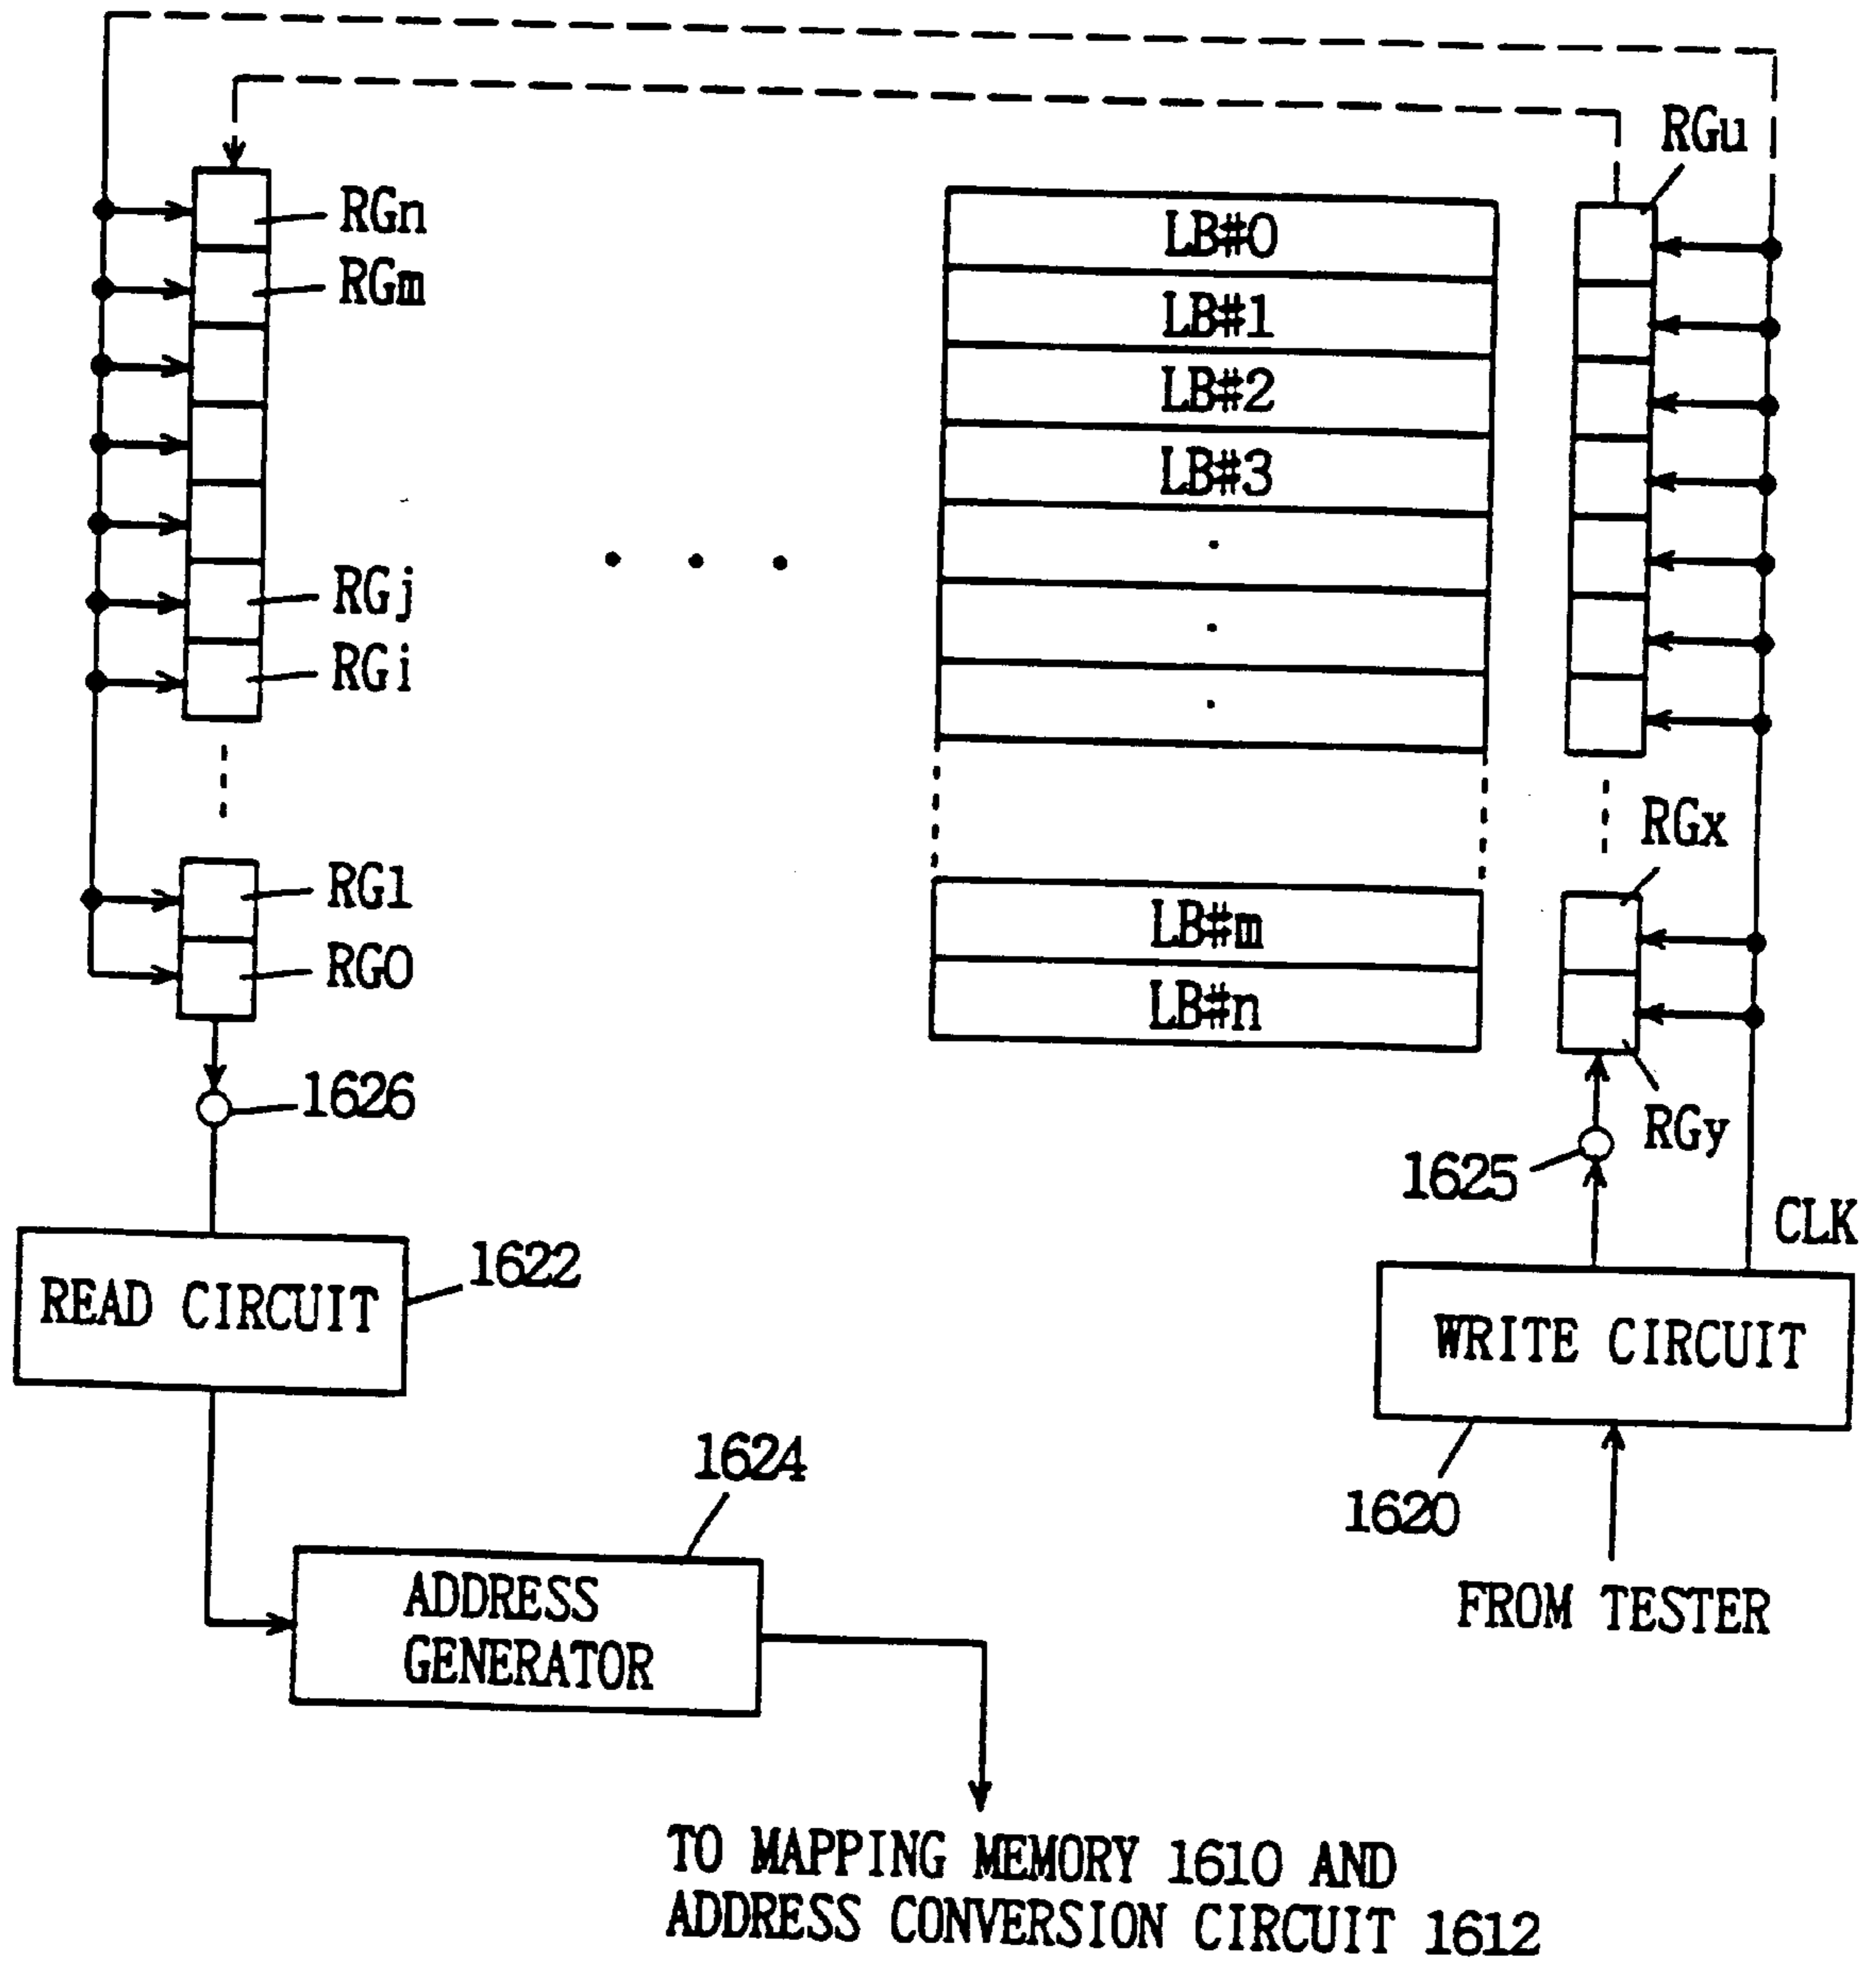 RGu
RGn
LB#0
RGm
LB#1
LB#2
LB#3
RGj
RGi
RGx
RG1
LB#m
RG0
LB#n
1626
RGy
1625
CLK
1622
READ CIRCUIT
WRITE CIRCUIT
1624
1620
ADDRESS
GENERATOR
FROM TESTER
TO MAPPING MEMORY 1610 AND
ADDRESS CONVERSION CIRCUIT 1612